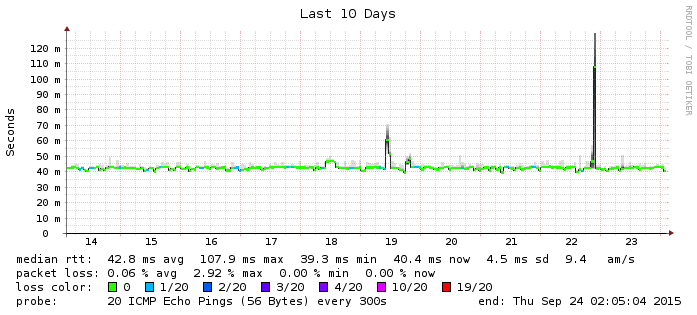 Last 10 Days
RRDTOOL / TOBI OETIKER
Seconds
120 m
110 m
100 m
90 m
80 m
70 m
60 m
50 m
40 m
30 m
20 m
10 m
0
14 15 16 17 18 19 20 21 22 23
median rtt: 42.8 ms avg 107.9 ms max 39.3 ms min 40.4 ms now 4.5 ms sd 9.4 am/s
packet loss: 0.06 % avg 2.92 % max 0.00 % min 0.00 % now
loss color: 0 1/20 2/20 3/20 4/20 10/20 19/20
probe: 20 ICMP Echo Pings (56 Bytes) every 300s end: Thu Sep 24 02:05:04 2015